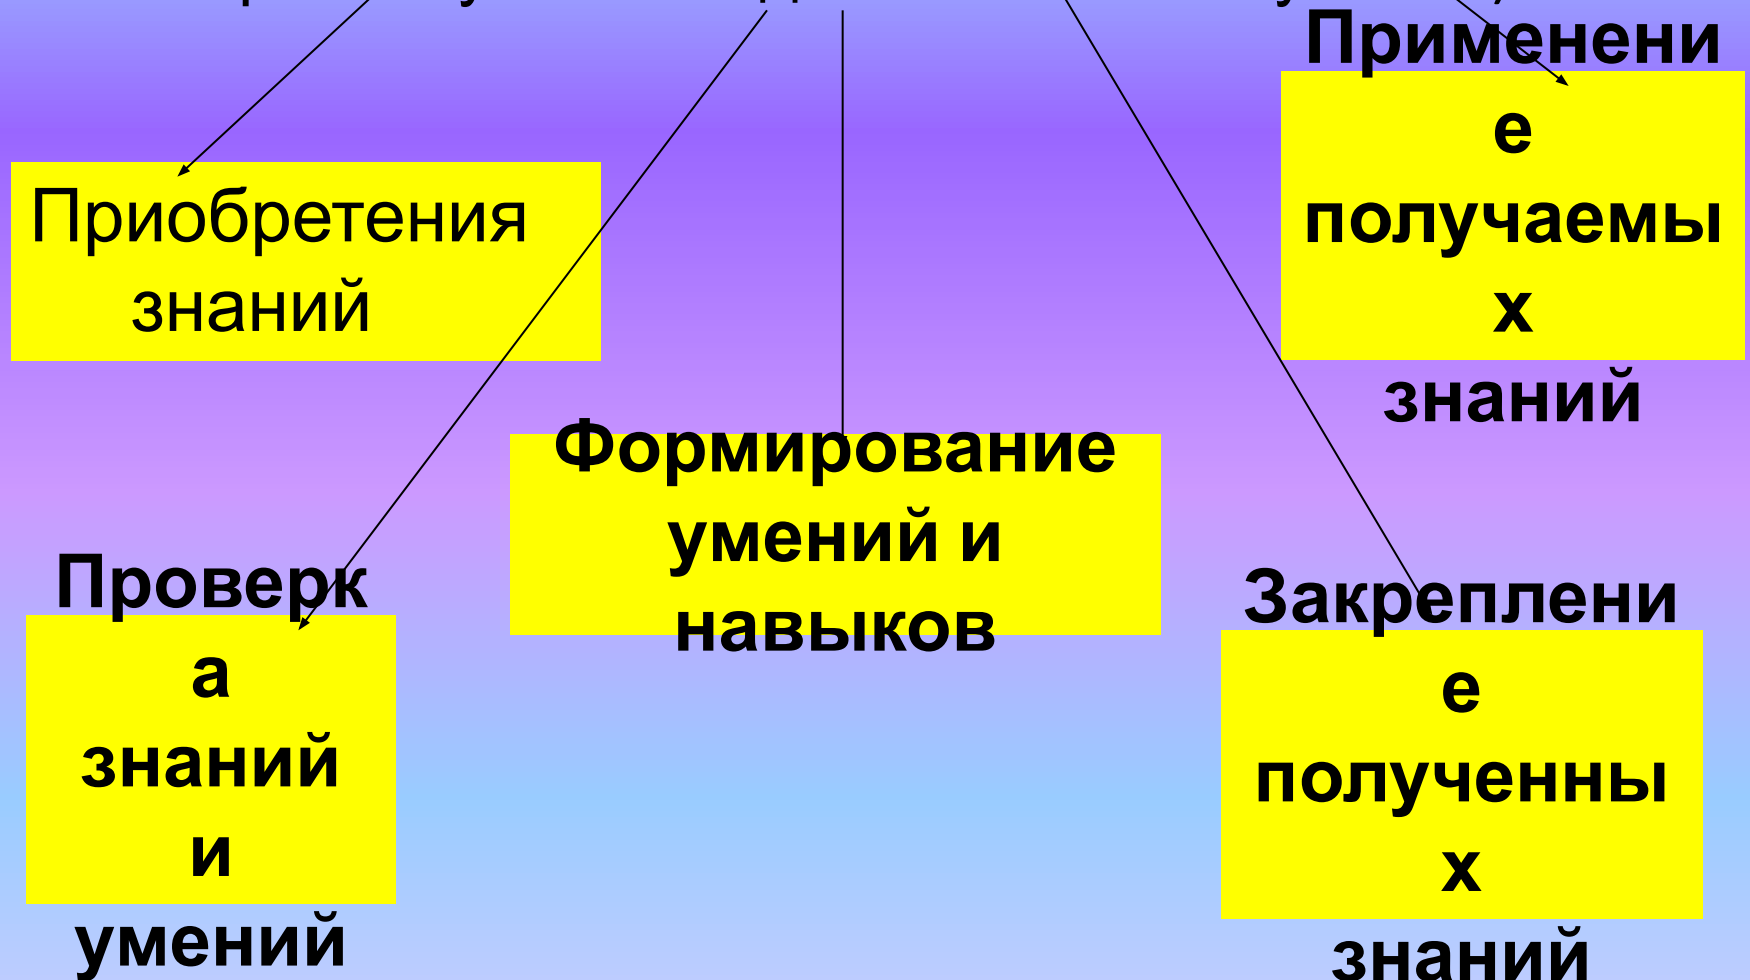 Приобретения
знаний
Применени
е
получаемы
х
знаний
Формирование
умений и
навыков
Проверк
а
знаний
и
умений
Закреплени
е
полученны
х
знаний